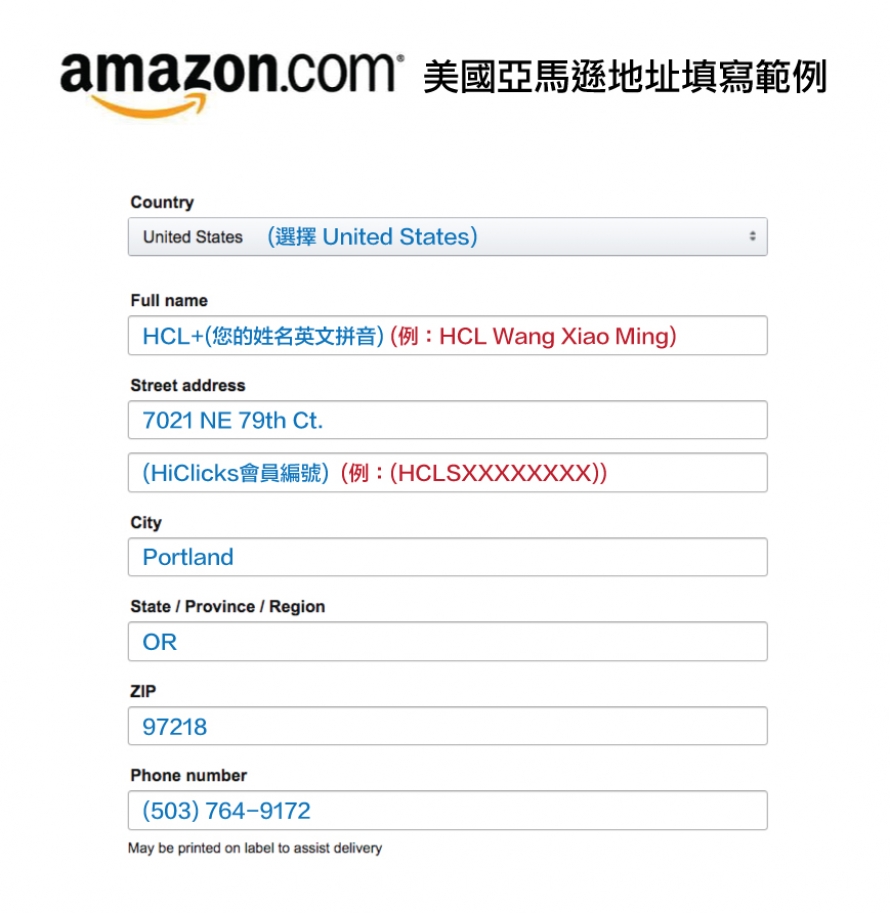 amazon.com® 美國亞馬遜地址填寫範例
Country
United States (選擇 United States)
Full name
HCL+(您的姓名英文拼音) (例：HCL Wang Xiao Ming)
Street address
7021 NE 79th Ct.
(HiClicks會員編號) (例：(HCLSXXXXXXXX))
City
Portland
State / Province / Region
OR
ZIP
97218
Phone number
(503) 764-9172
May be printed on label to assist delivery